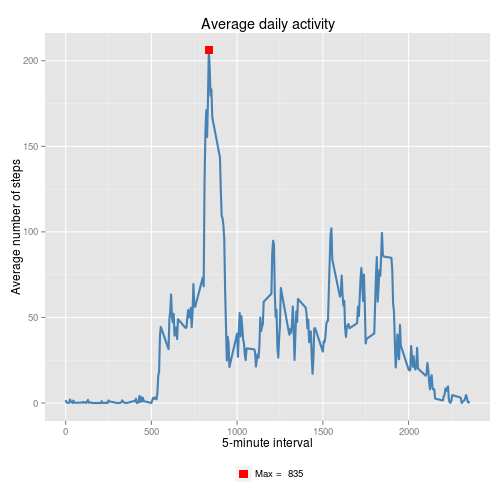 Average daily activity
Average number of steps
200
150
100
50
0
0 500 1000 1500 2000
5-minute interval
Max = 835